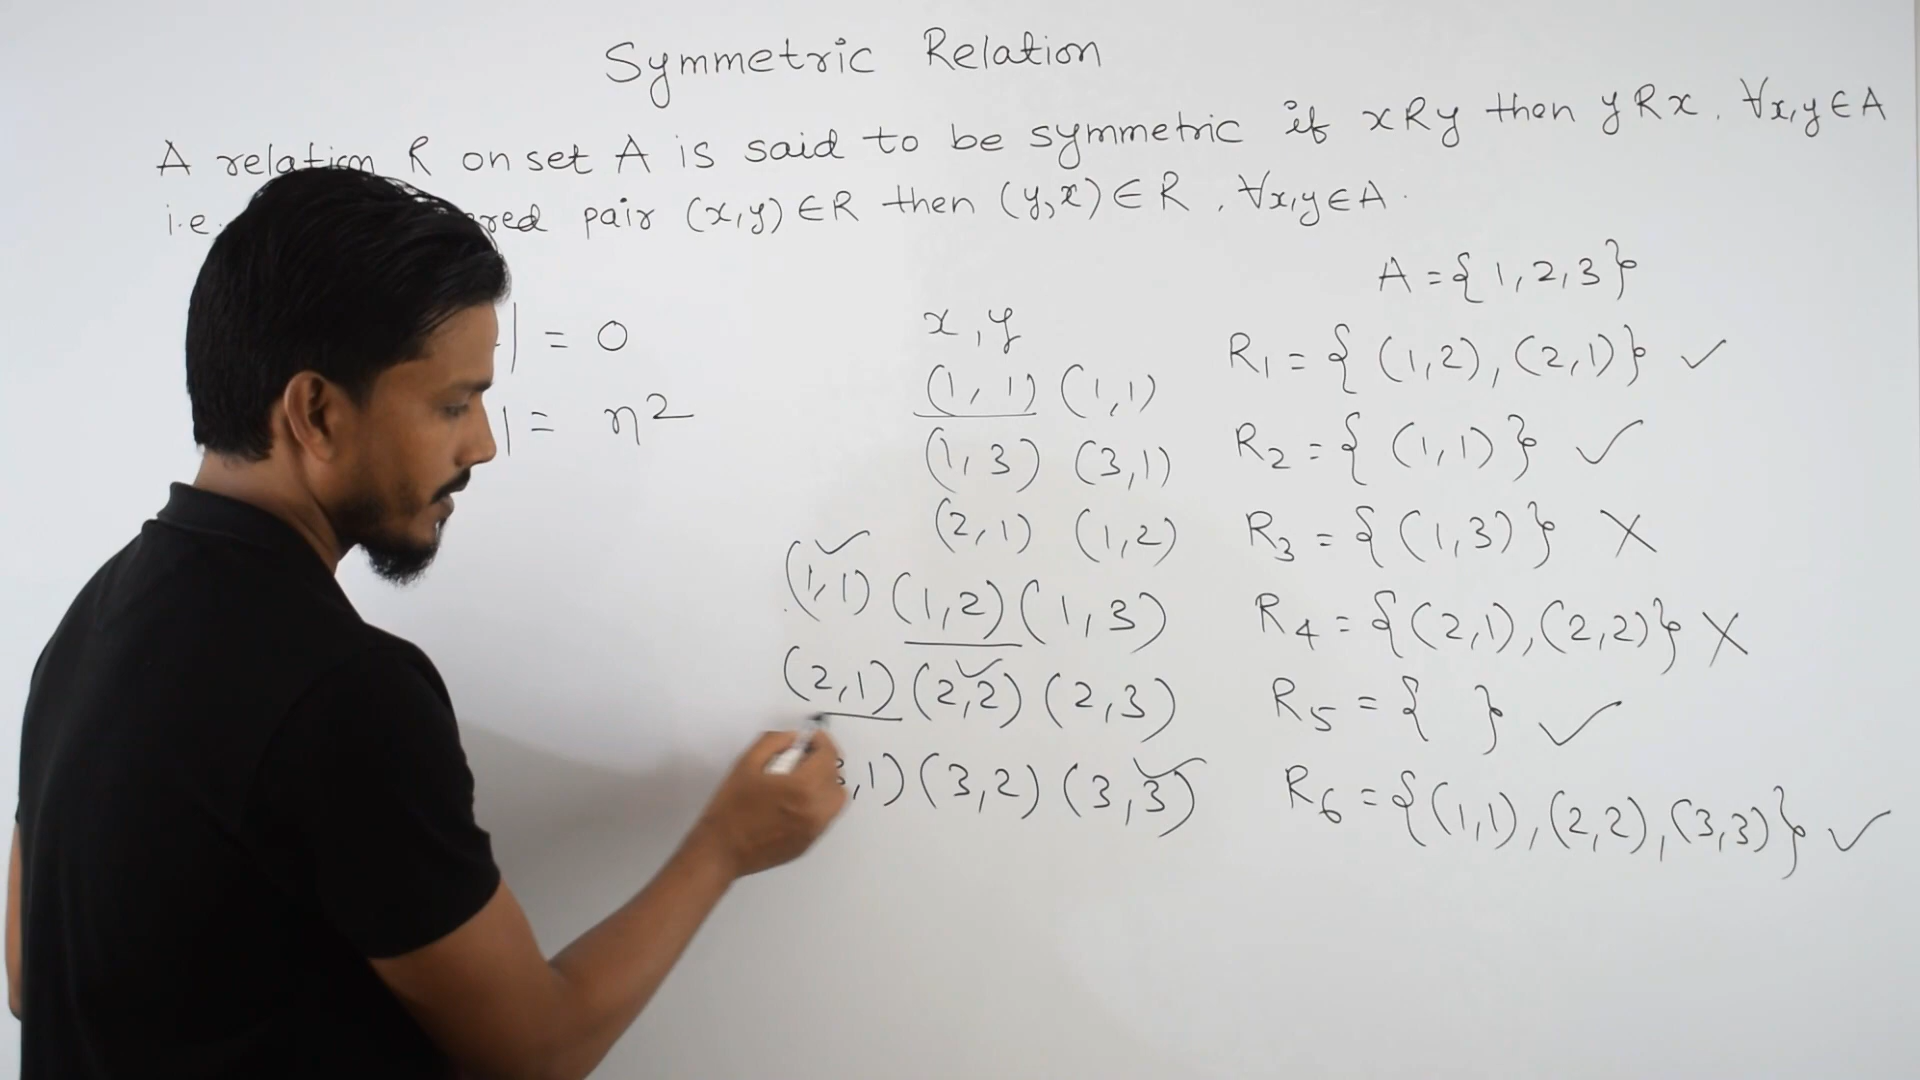 Symmetric Relation
A relation R on set A is said to be symmetric if xRy then yRx, ∀x,y∈A
i.e. pair (x,y)∈R then (y,x)∈R, ∀x,y∈A.
| = 0
| = n²
x, y
(1, 1) (1,1)
(1,3) (3,1)
(2,1) (1,2)
(1,1) (1,2) (1,3)
(2,1) (2,2) (2,3)
,1) (3,2) (3,3)
A = {1,2,3}
R₁ = { (1,2), (2,1)} ✓
R₂ = { (1,1) } ✓
R₃ = { (1,3) } X
R₄ = {(2,1), (2,2)} X
R₅ = { } ✓
R₆ = {(1,1), (2,2), (3,3)} ✓